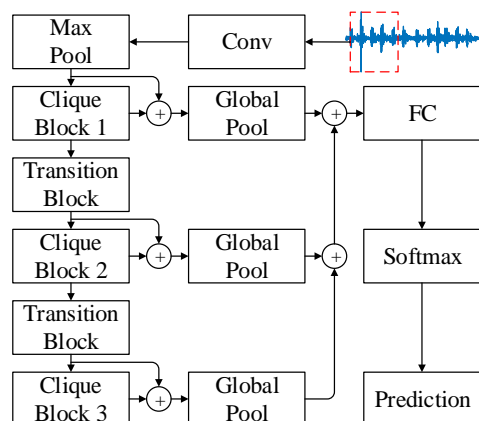 Max
Pool
Conv
Clique
Block 1
+
Global
Pool
+
FC
Transition
Block
Clique
Block 2
+
Global
Pool
+
Softmax
Transition
Block
Clique
Block 3
+
Global
Pool
Prediction